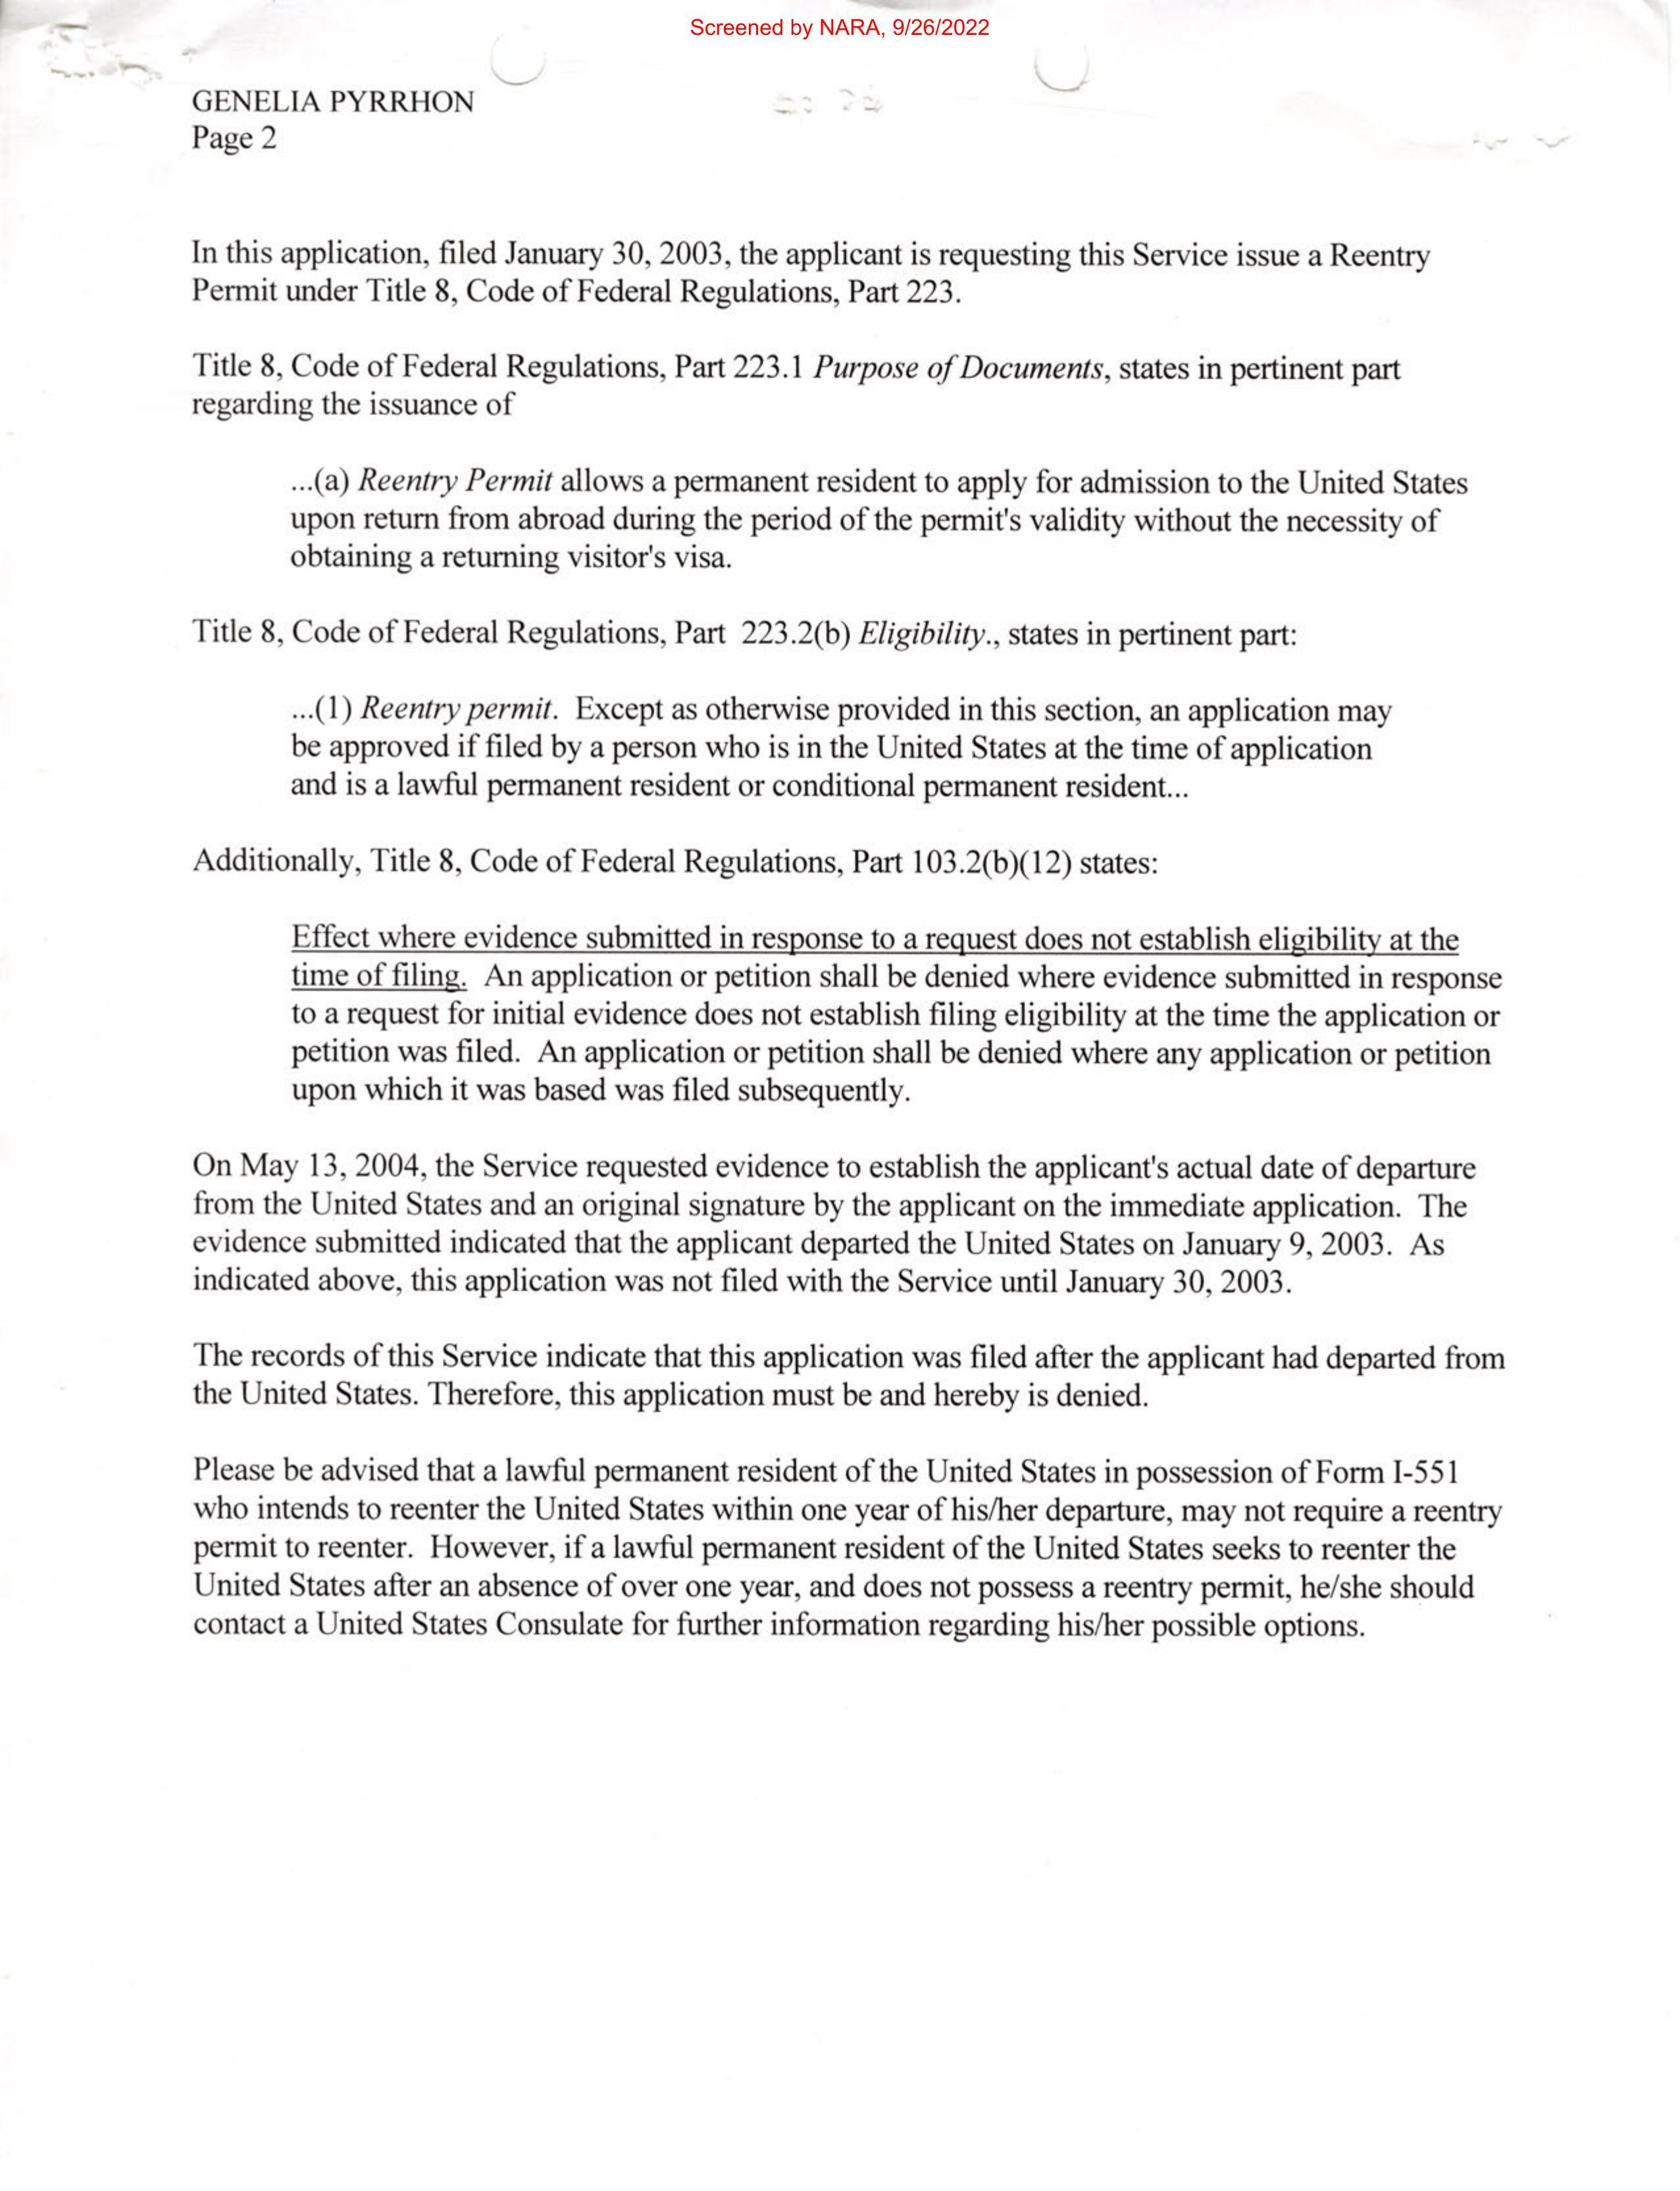 Screened by NARA, 9/26/2022
GENELIA PYRRHON
Page 2
In this application, filed January 30, 2003, the applicant is requesting this Service issue a Reentry
Permit under Title 8, Code of Federal Regulations, Part 223.
Title 8, Code of Federal Regulations, Part 223.1 Purpose of Documents, states in pertinent part
regarding the issuance of
...(a) Reentry Permit allows a permanent resident to apply for admission to the United States
upon return from abroad during the period of the permit's validity without the necessity of
obtaining a returning visitor's visa.
Title 8, Code of Federal Regulations, Part 223.2(b) Eligibility., states in pertinent part:
...(1) Reentry permit. Except as otherwise provided in this section, an application may
be approved if filed by a person who is in the United States at the time of application
and is a lawful permanent resident or conditional permanent resident...
Additionally, Title 8, Code of Federal Regulations, Part 103.2(b)(12) states:
Effect where evidence submitted in response to a request does not establish eligibility at the
time of filing. An application or petition shall be denied where evidence submitted in response
to a request for initial evidence does not establish filing eligibility at the time the application or
petition was filed. An application or petition shall be denied where any application or petition
upon which it was based was filed subsequently.
On May 13, 2004, the Service requested evidence to establish the applicant's actual date of departure
from the United States and an original signature by the applicant on the immediate application. The
evidence submitted indicated that the applicant departed the United States on January 9, 2003. As
indicated above, this application was not filed with the Service until January 30, 2003.
The records of this Service indicate that this application was filed after the applicant had departed from
the United States. Therefore, this application must be and hereby is denied.
Please be advised that a lawful permanent resident of the United States in possession of Form I-551
who intends to reenter the United States within one year of his/her departure, may not require a reentry
permit to reenter. However, if a lawful permanent resident of the United States seeks to reenter the
United States after an absence of over one year, and does not possess a reentry permit, he/she should
contact a United States Consulate for further information regarding his/her possible options.